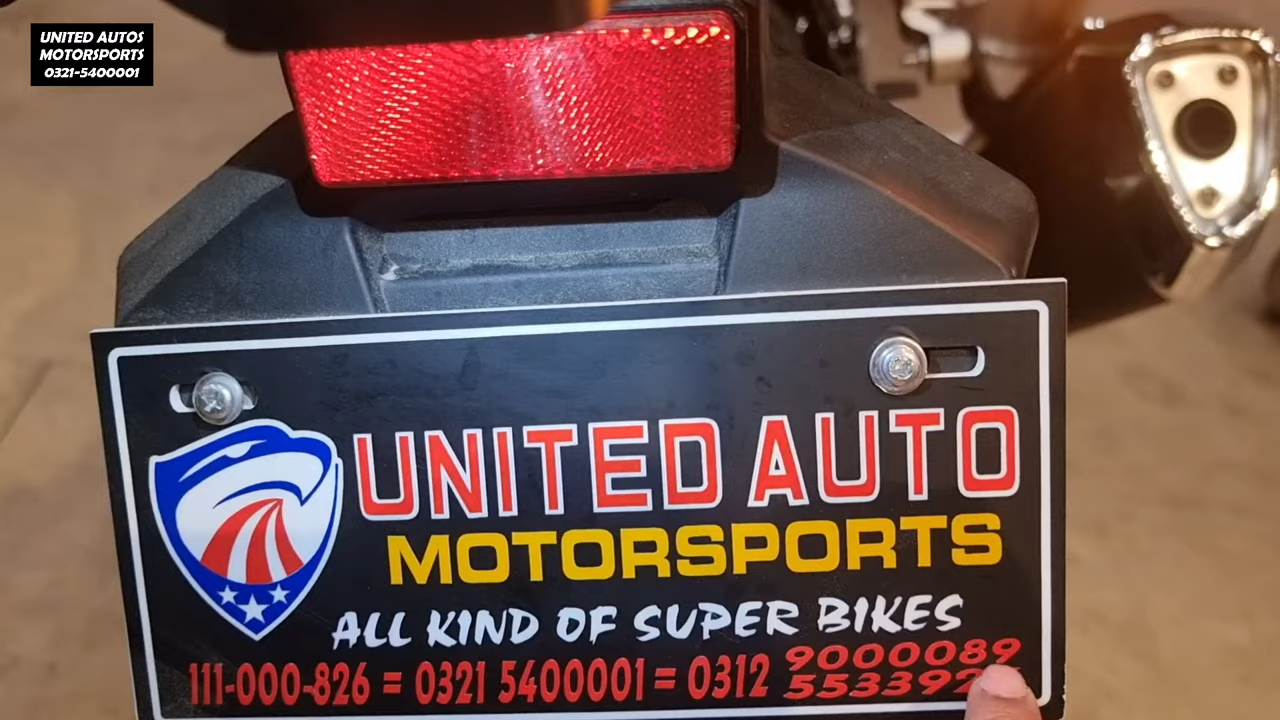 UNITED AUTOS
MOTORSPORTS
0321-5400001
UNITED AUTO
MOTORSPORTS
ALL KIND OF SUPER BIKES
111-000-826 = 0321 5400001 = 0312 9000089